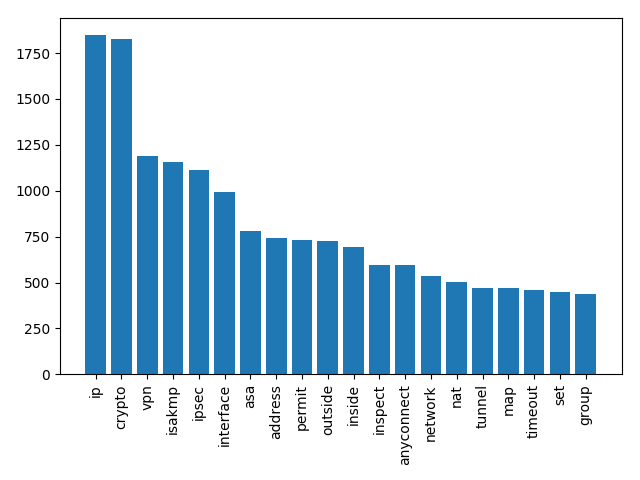 1750
1500
1250
1000
750
500
250
0
ip
crypto
vpn
isakmp
ipsec
interface
asa
address
permit
outside
inside
inspect
anyconnect
network
nat
tunnel
map
timeout
set
group